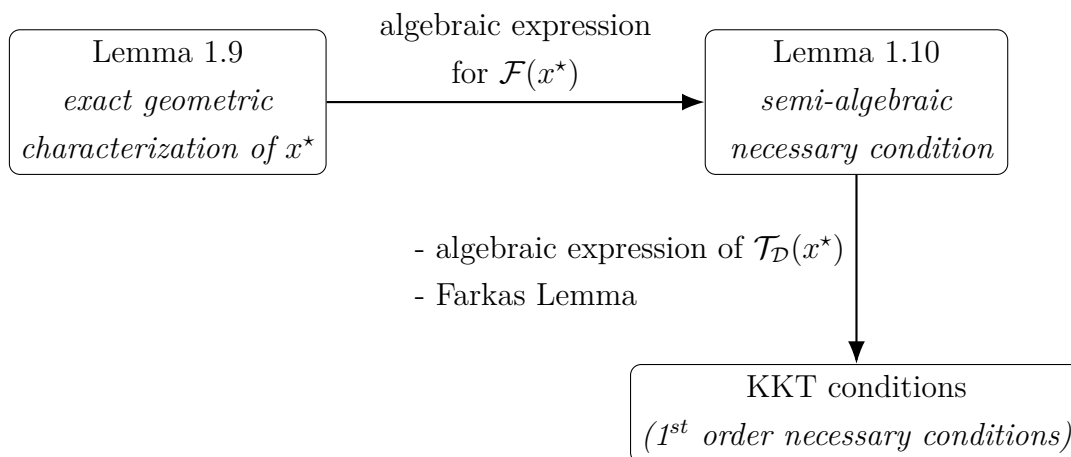 Lemma 1.9
exact geometric
characterization of x⋆
algebraic expression
for ℱ(x⋆)
Lemma 1.10
semi-algebraic
necessary condition
- algebraic expression of 𝒯_𝒟(x⋆)
- Farkas Lemma
KKT conditions
(1st order necessary conditions)